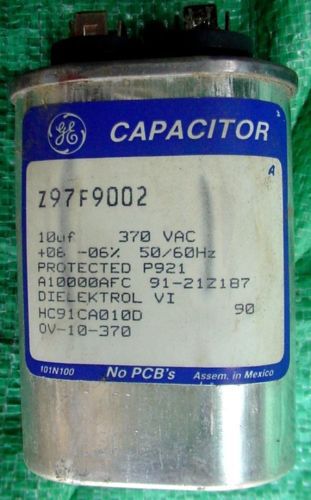 GE CAPACITOR
A
Z97F9002
10uf 370 VAC
+06 -06% 50/60Hz
PROTECTED P921
A10000AFC 91-21Z187
DIELEKTROL VI
HC91CA010D 90
OV-10-370
101N100 No PCB's Assem. in Mexico